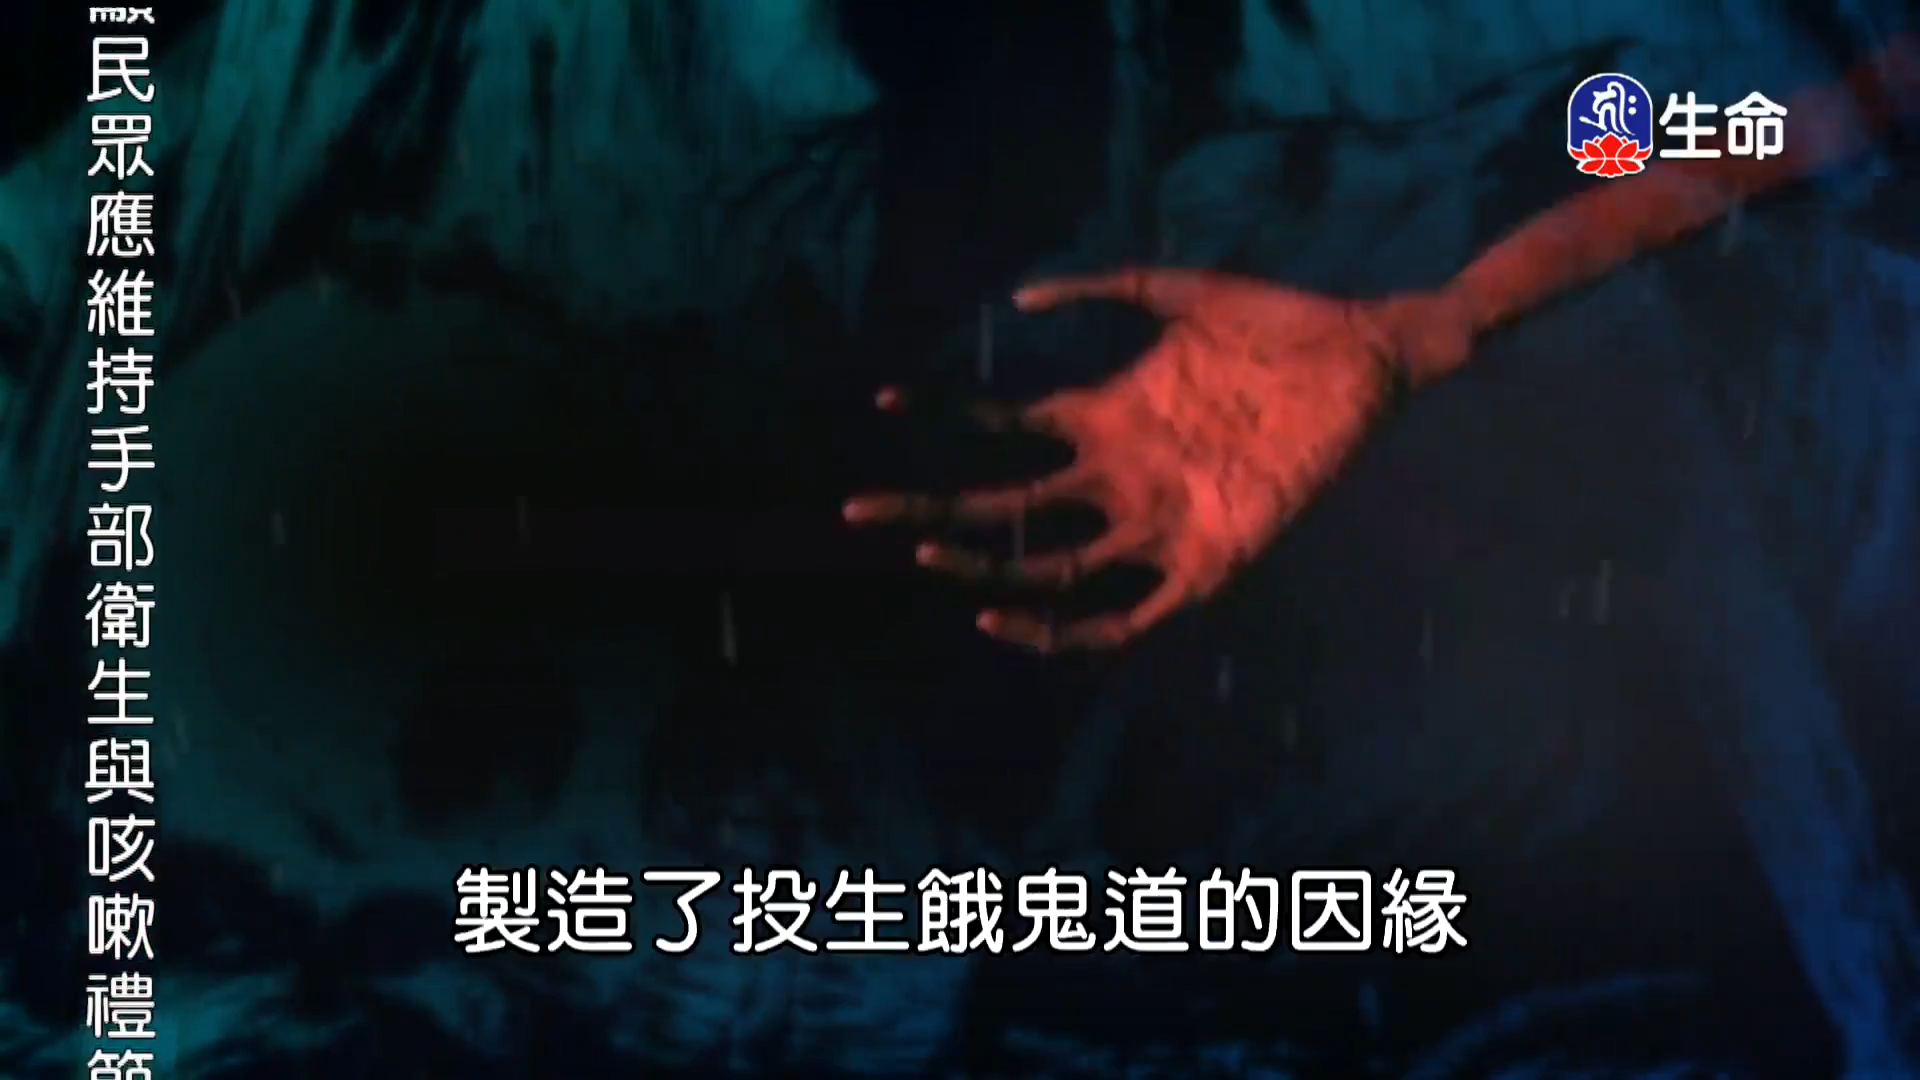 民眾應維持手部衛生與咳嗽禮節
生命
製造了投生餓鬼道的因緣